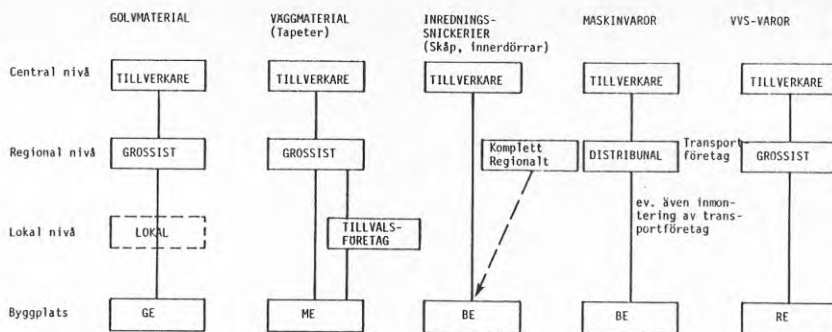 GOLVMATERIAL
VÄGGMATERIAL
(Tapeter)
INREDNINGS-
SNICKERIER
(Skåp, innerdörrar)
MASKINVAROR
VVS-VAROR
Central nivå
TILLVERKARE
TILLVERKARE
TILLVERKARE
TILLVERKARE
TILLVERKARE
Regional nivå
GROSSIST
GROSSIST
Komplett
Regionalt
DISTRIBUNAL
Transport-
företag
GROSSIST
ev. även inmon-
tering av trans-
portföretag
Lokal nivå
LOKAL
TILLVALS-
FÖRETAG
Byggplats
GE
ME
BE
BE
RE